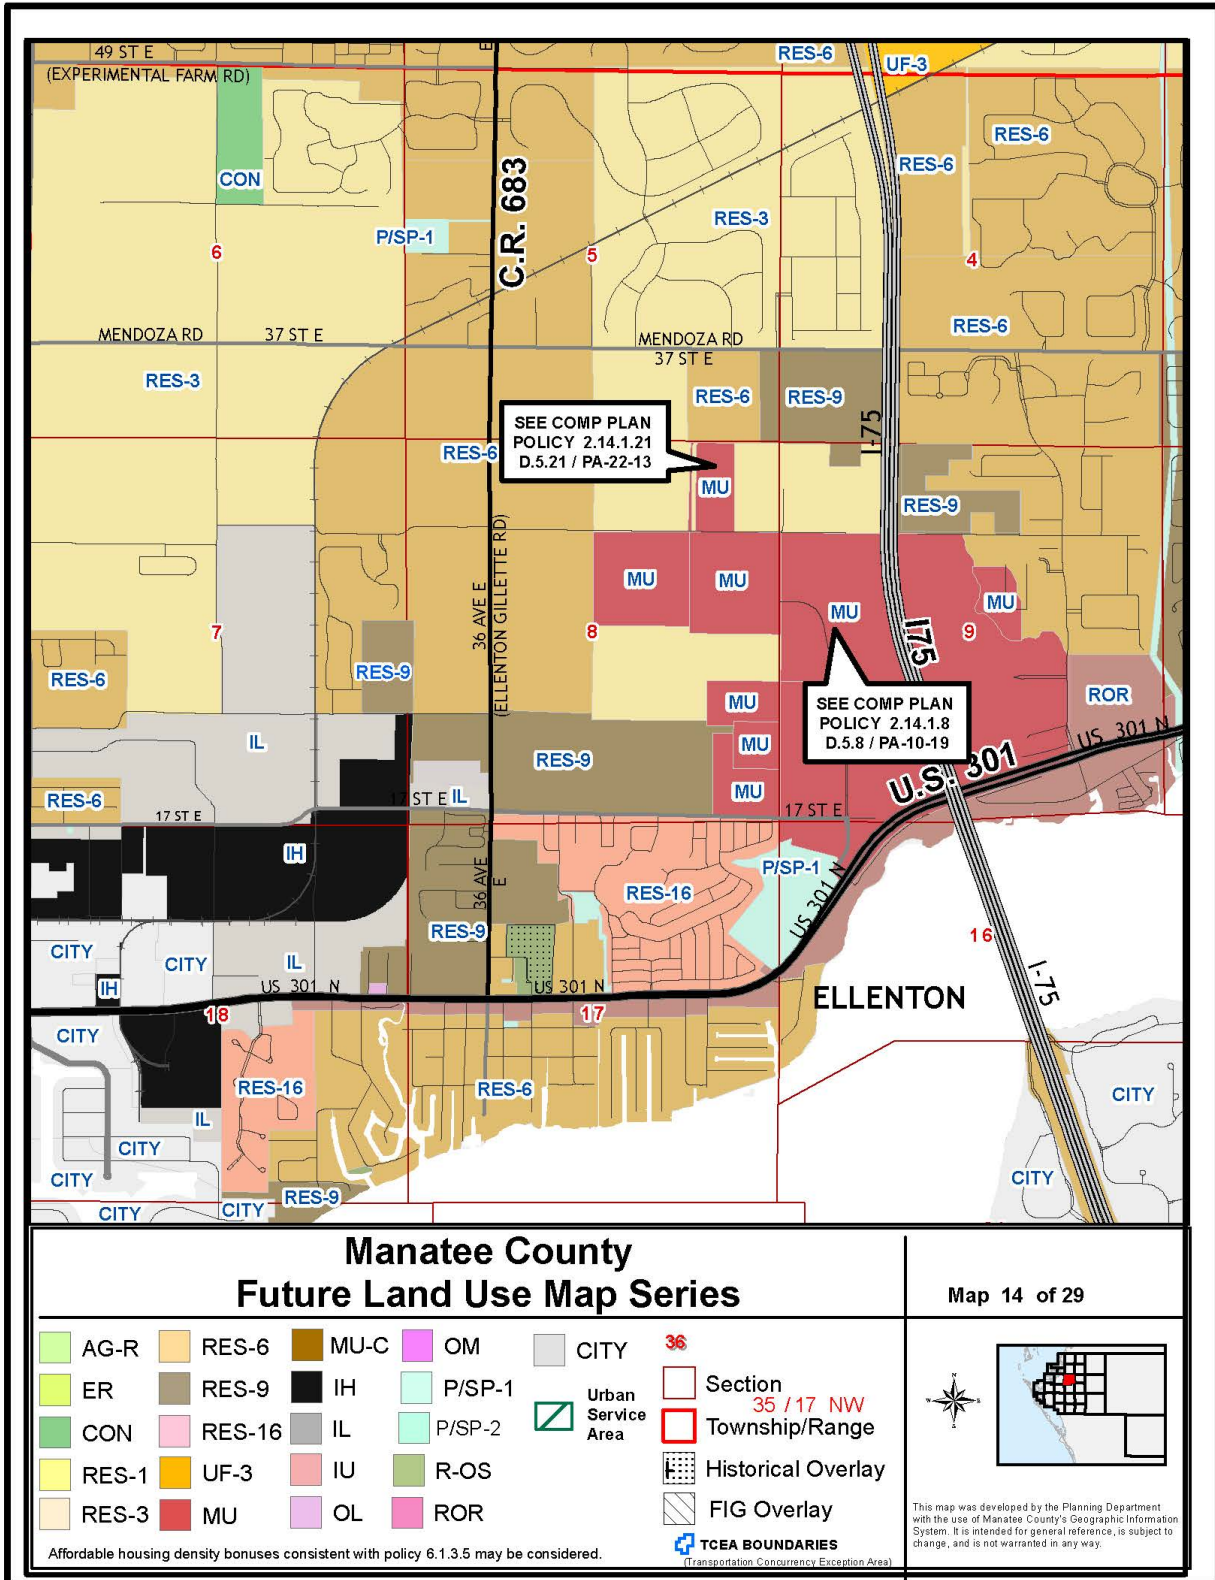 49 ST E
(EXPERIMENTAL FARM RD)
E
RES-6
UF-3
RES-6
RES-6
CON
C.R. 683
RES-3
P/SP-1
6
5
4
MENDOZA RD
37 ST E
MENDOZA RD
37 ST E
RES-6
RES-3
RES-6
RES-9
I-75
SEE COMP PLAN
POLICY 2.14.1.21
D.5.21 / PA-22-13
RES-6
MU
RES-9
36 AVE E
(ELLENTON GILLETTE RD)
MU
MU
MU
MU
7
8
9
I75
RES-6
RES-9
MU
ROR
SEE COMP PLAN
POLICY 2.14.1.8
D.5.8 / PA-10-19
IL
RES-9
MU
US 301 N
U.S. 301
RES-6
17 ST E
IL
MU
17 ST E
17 ST E
IH
36 AVE
E
RES-16
P/SP-1
US 301 N
CITY
CITY
IL
RES-9
16
IH
US 301 N
US 301 N
I-75
ELLENTON
18
17
CITY
RES-16
RES-6
CITY
IL
CITY
CITY
CITY
CITY
CITY
RES-9
Manatee County
Future Land Use Map Series
Map 14 of 29
AG-R
RES-6
MU-C
OM
CITY
36
ER
RES-9
IH
P/SP-1
Urban
Service
Area
Section
35 / 17 NW
CON
RES-16
IL
P/SP-2
Township/Range
RES-1
UF-3
IU
R-OS
Historical Overlay
RES-3
MU
OL
ROR
FIG Overlay
TCEA BOUNDARIES
(Transportation Concurrency Exception Area)
Affordable housing density bonuses consistent with policy 6.1.3.5 may be considered.
N
W
E
S
This map was developed by the Planning Department
with the use of Manatee County's Geographic Information
System. It is intended for general reference, is subject to
change, and is not warranted in any way.